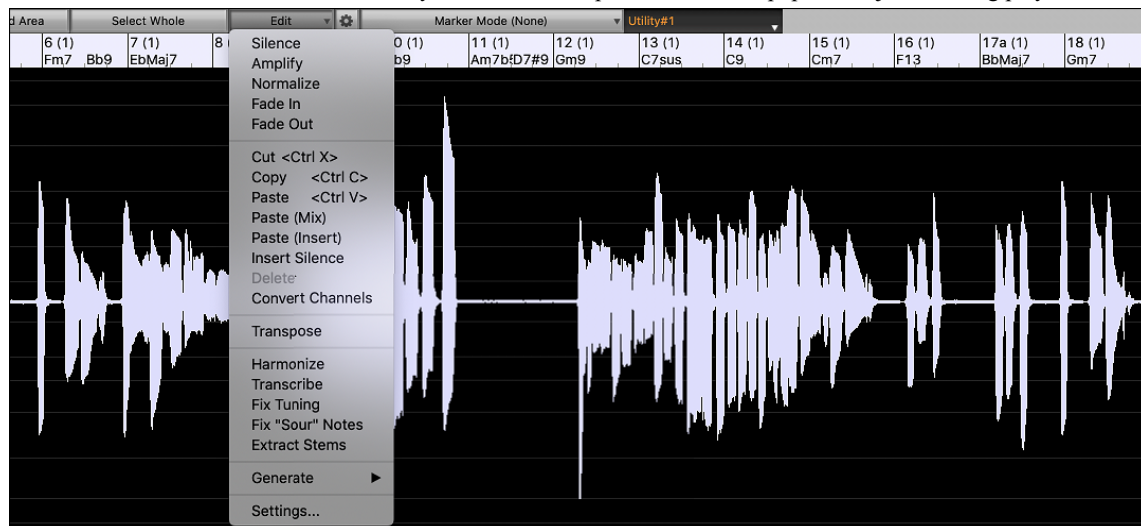 d Area Select Whole Edit Marker Mode (None) Utility#1
6 (1) 7 (1) 8 0 (1) 11 (1) 12 (1) 13 (1) 14 (1) 15 (1) 16 (1) 17a (1) 18 (1)
Fm7 Bb9 EbMaj7 b9 Am7b5 D7#9 Gm9 C7sus C9 Cm7 F13 BbMaj7 Gm7
Silence
Amplify
Normalize
Fade In
Fade Out
Cut <Ctrl X>
Copy <Ctrl C>
Paste <Ctrl V>
Paste (Mix)
Paste (Insert)
Insert Silence
Delete
Convert Channels
Transpose
Harmonize
Transcribe
Fix Tuning
Fix "Sour" Notes
Extract Stems
Generate
Settings...